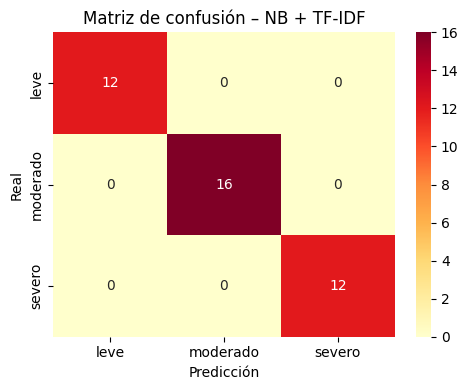 Matriz de confusión – NB + TF-IDF
Real
leve
moderado
severo
12 0 0
0 16 0
0 0 12
leve moderado severo
Predicción
16
14
12
10
8
6
4
2
0